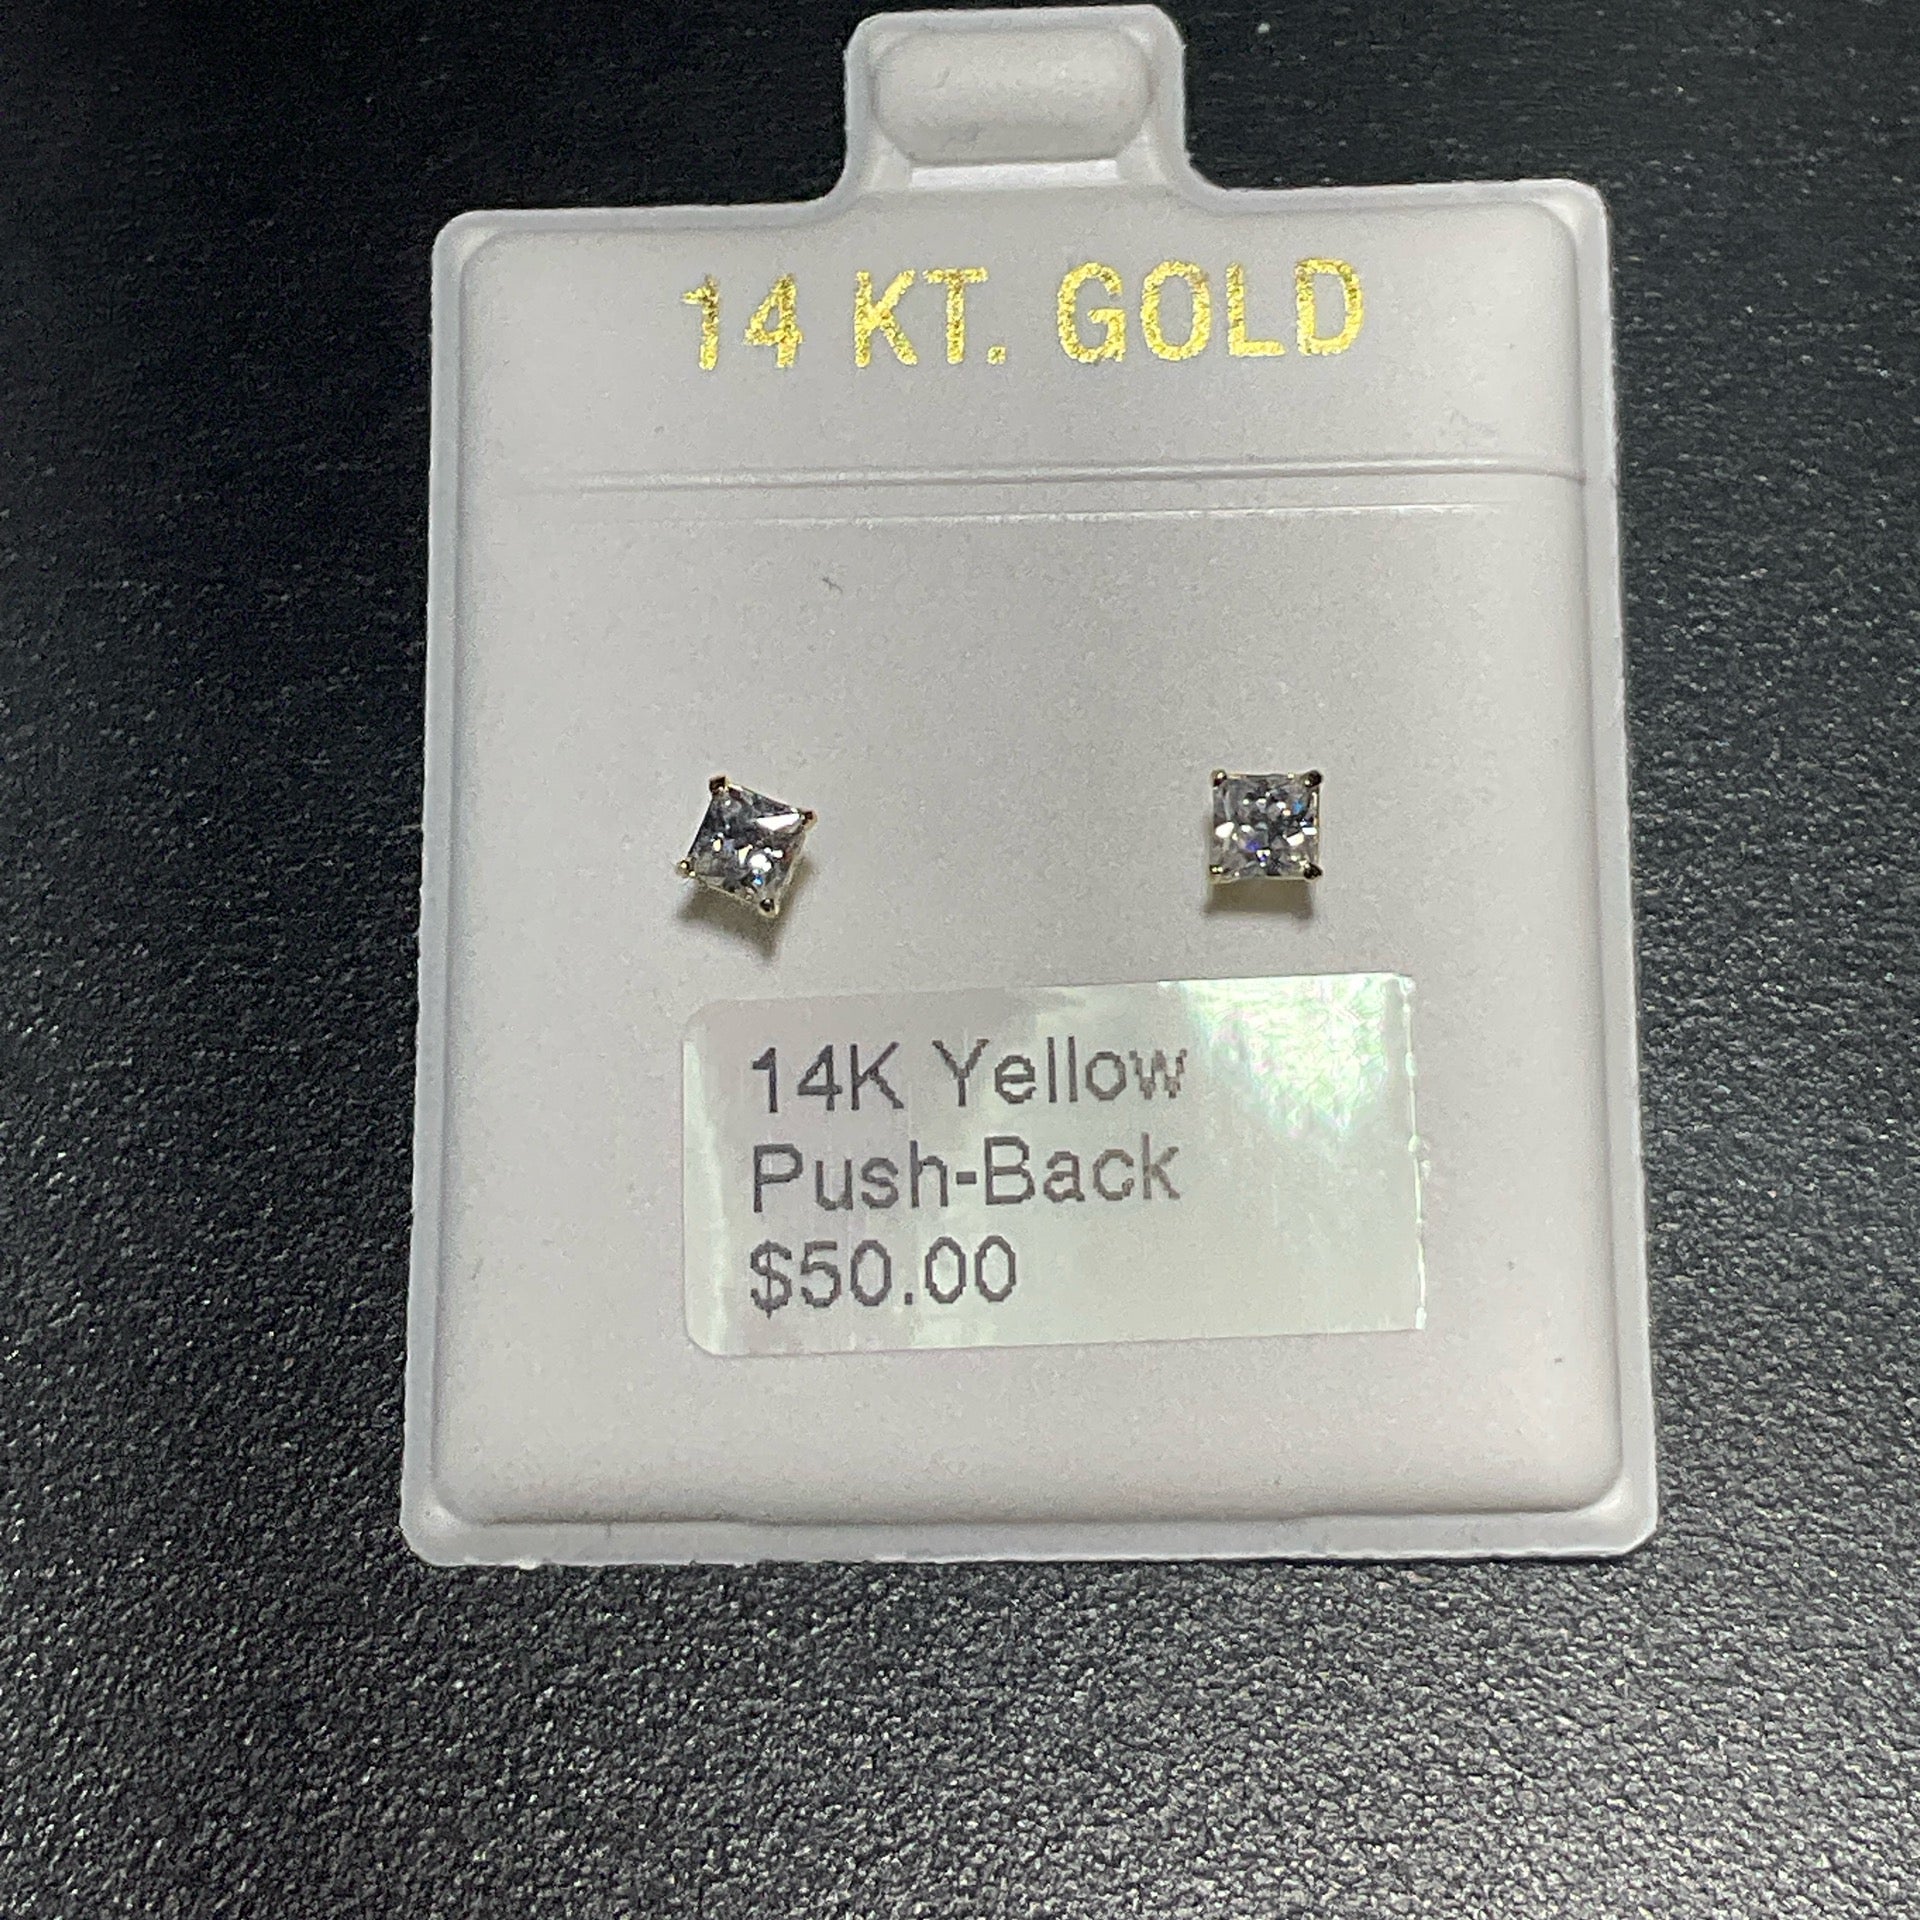 14 KT. GOLD
14K Yellow
Push-Back
$50.00